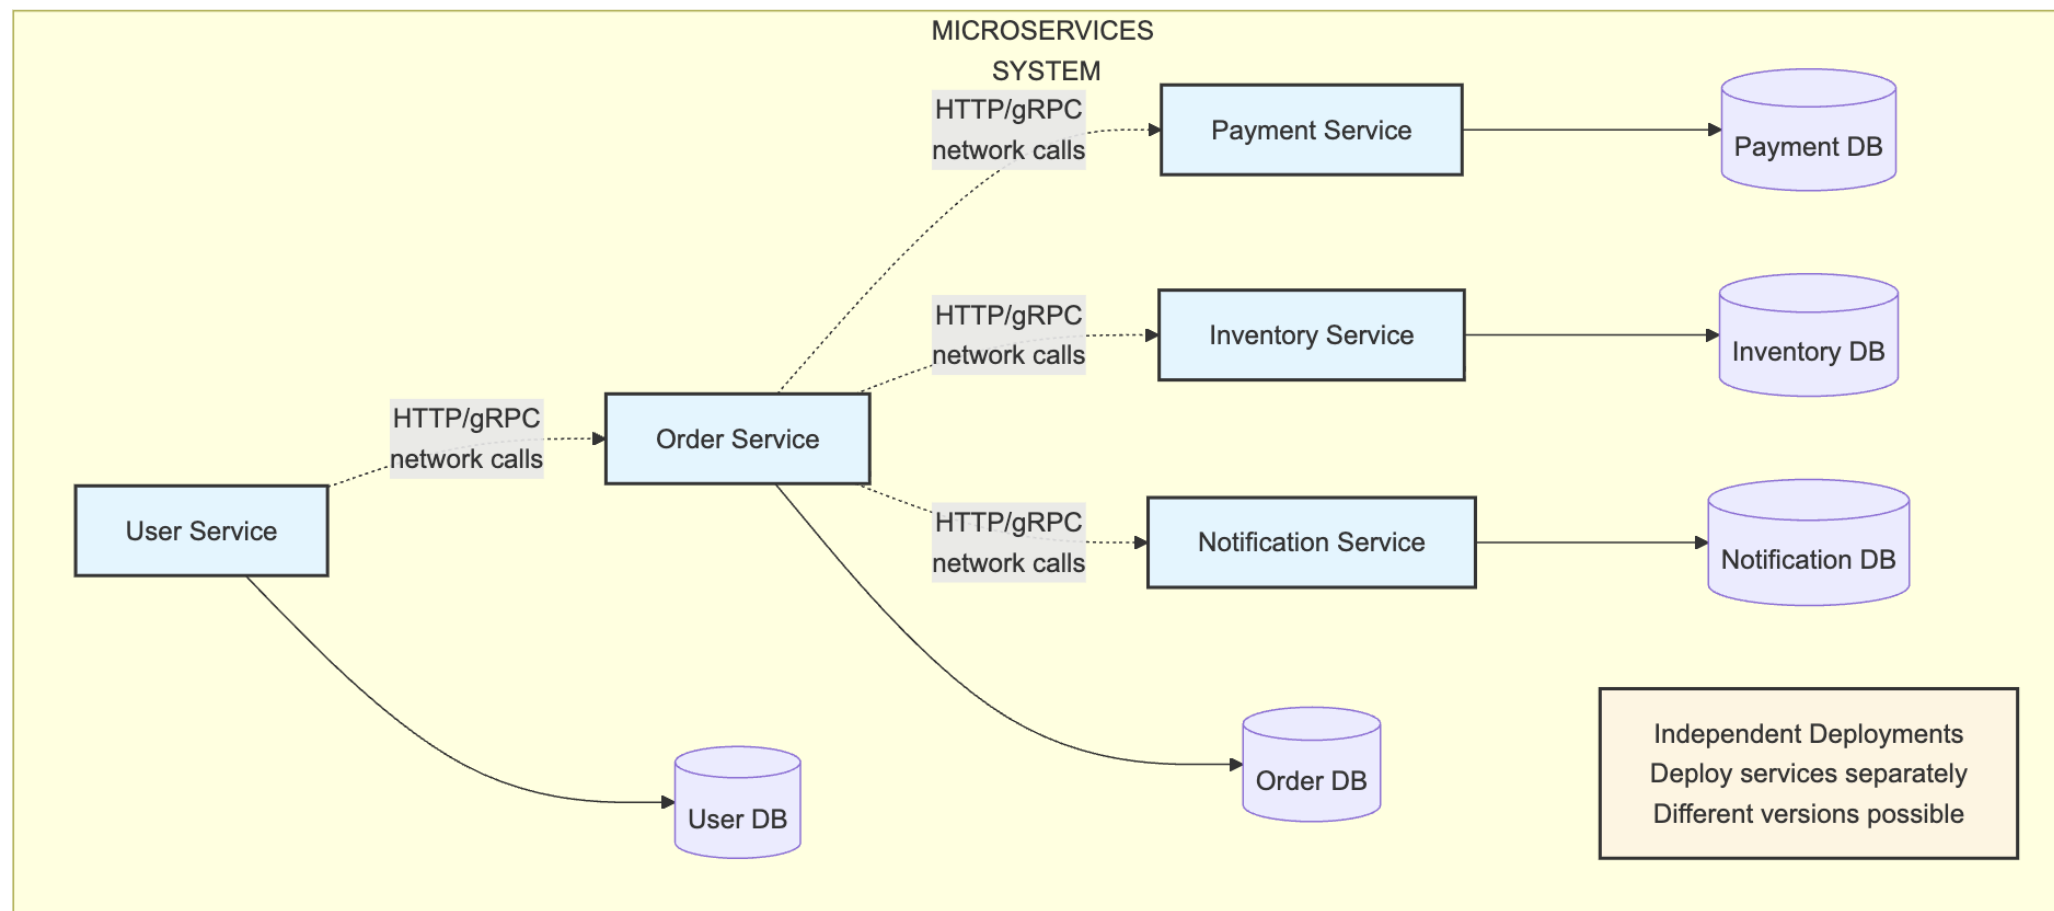 MICROSERVICES
SYSTEM
HTTP/gRPC
network calls
Payment Service
Payment DB
HTTP/gRPC
network calls
Inventory Service
Inventory DB
HTTP/gRPC
network calls
Order Service
User Service
HTTP/gRPC
network calls
Notification Service
Notification DB
Order DB
User DB
Independent Deployments
Deploy services separately
Different versions possible